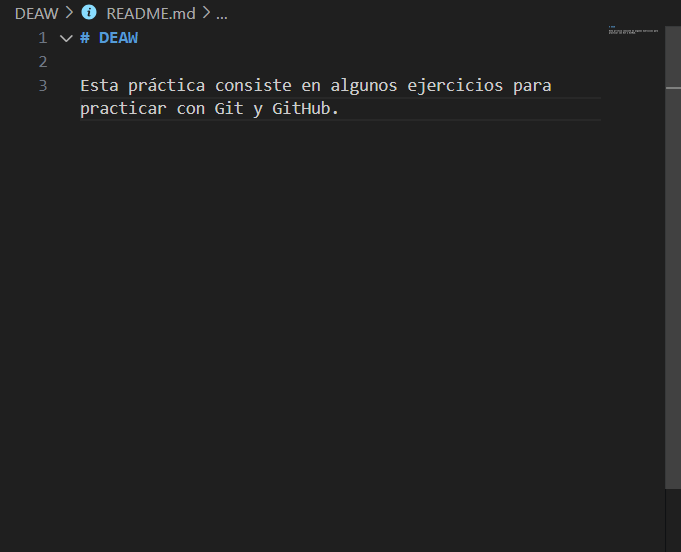 DEAW > README.md > ...
1 # DEAW
2
3 Esta práctica consiste en algunos ejercicios para
practicar con Git y GitHub.